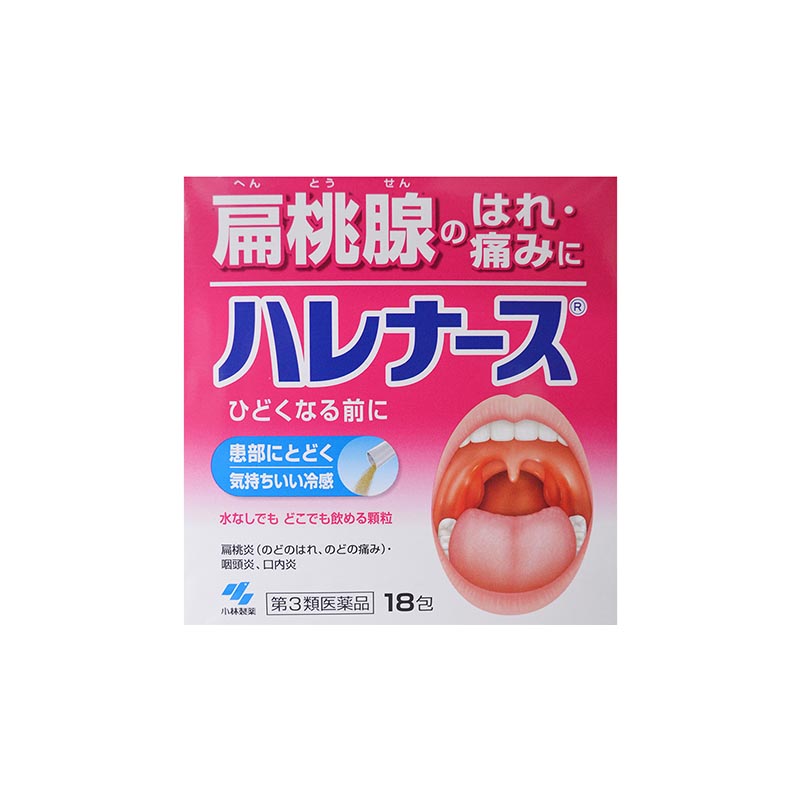 へんとうせん
扁桃腺のはれ・
痛みに
ハレナース®
ひどくなる前に
患部にとどく
気持ちいい冷感
水なしでも どこでも飲める顆粒
扁桃炎(のどのはれ、のどの痛み)・
咽頭炎、口内炎
小林製薬
第3類医薬品 18包